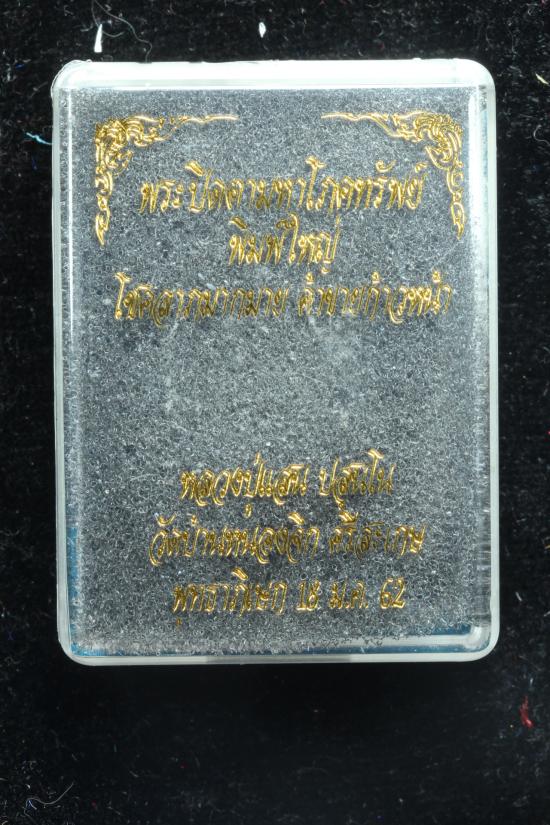 พระปิดตามหาโภคทรัพย์
พิมพ์ใหญ่
โชคลาภมากมาย ค้าขายก้าวหน้า
หลวงปู่แสน ปสนฺโน
วัดบ้านหนองจิก ศรีสะเกษ
พุทธาภิเษก 18 ม.ค. 62